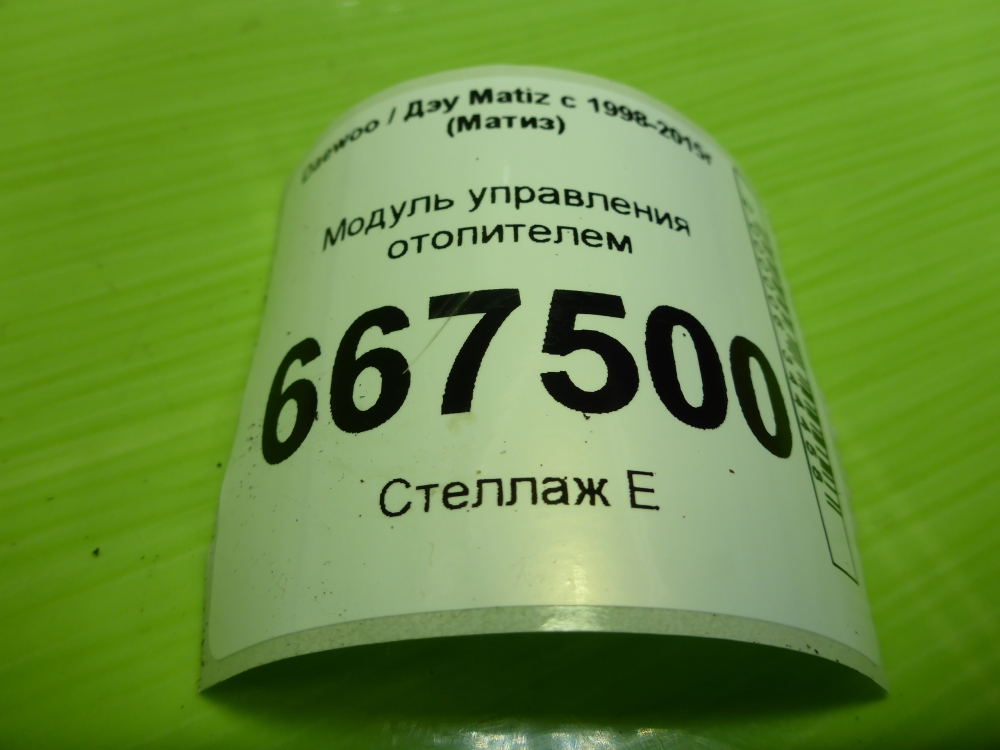 Daewoo / Дэу Matiz с 1998-2015г
(Матиз)
Модуль управления
отопителем
667500
Стеллаж Е